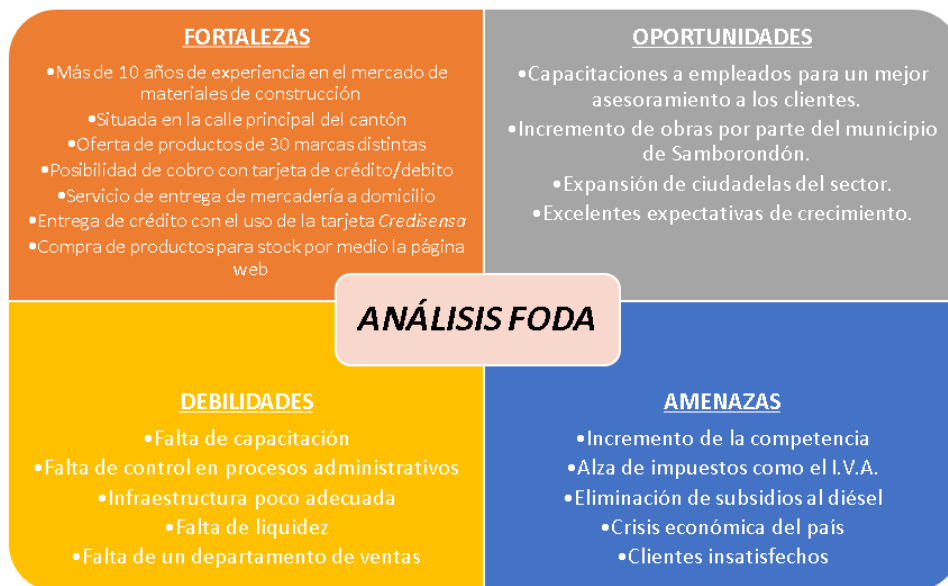 FORTALEZAS
•Más de 10 años de experiencia en el mercado de
materiales de construcción
•Situada en la calle principal del cantón
•Oferta de productos de 30 marcas distintas
•Posibilidad de cobro con tarjeta de crédito/debito
•Servicio de entrega de mercadería a domicilio
•Entrega de crédito con el uso de la tarjeta Credisensa
•Compra de productos para stock por medio la página
web
OPORTUNIDADES
•Capacitaciones a empleados para un mejor
asesoramiento a los clientes.
•Incremento de obras por parte del municipio
de Samborondón.
•Expansión de ciudadelas del sector.
•Excelentes expectativas de crecimiento.
ANÁLISIS FODA
DEBILIDADES
•Falta de capacitación
•Falta de control en procesos administrativos
•Infraestructura poco adecuada
•Falta de liquidez
•Falta de un departamento de ventas
AMENAZAS
•Incremento de la competencia
•Alza de impuestos como el I.V.A.
•Eliminación de subsidios al diésel
•Crisis económica del país
•Clientes insatisfechos